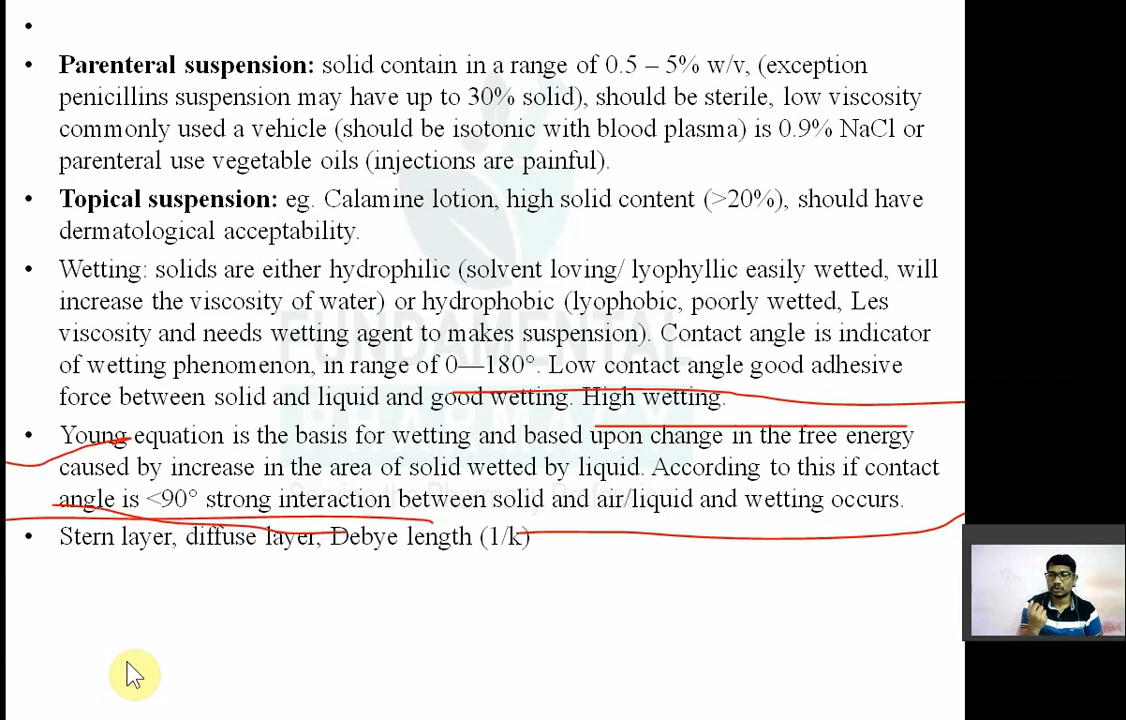 •
• Parenteral suspension: solid contain in a range of 0.5 – 5% w/v, (exception
penicillins suspension may have up to 30% solid), should be sterile, low viscosity
commonly used a vehicle (should be isotonic with blood plasma) is 0.9% NaCl or
parenteral use vegetable oils (injections are painful).
• Topical suspension: eg. Calamine lotion, high solid content (>20%), should have
dermatological acceptability.
• Wetting: solids are either hydrophilic (solvent loving/ lyophyllic easily wetted, will
increase the viscosity of water) or hydrophobic (lyophobic, poorly wetted, Les
viscosity and needs wetting agent to makes suspension). Contact angle is indicator
of wetting phenomenon, in range of 0—180°. Low contact angle good adhesive
force between solid and liquid and good wetting. High wetting.
• Young equation is the basis for wetting and based upon change in the free energy
caused by increase in the area of solid wetted by liquid. According to this if contact
angle is <90° strong interaction between solid and air/liquid and wetting occurs.
• Stern layer, diffuse layer, Debye length (1/k)
FUNDAMENTAL
PHARMACY